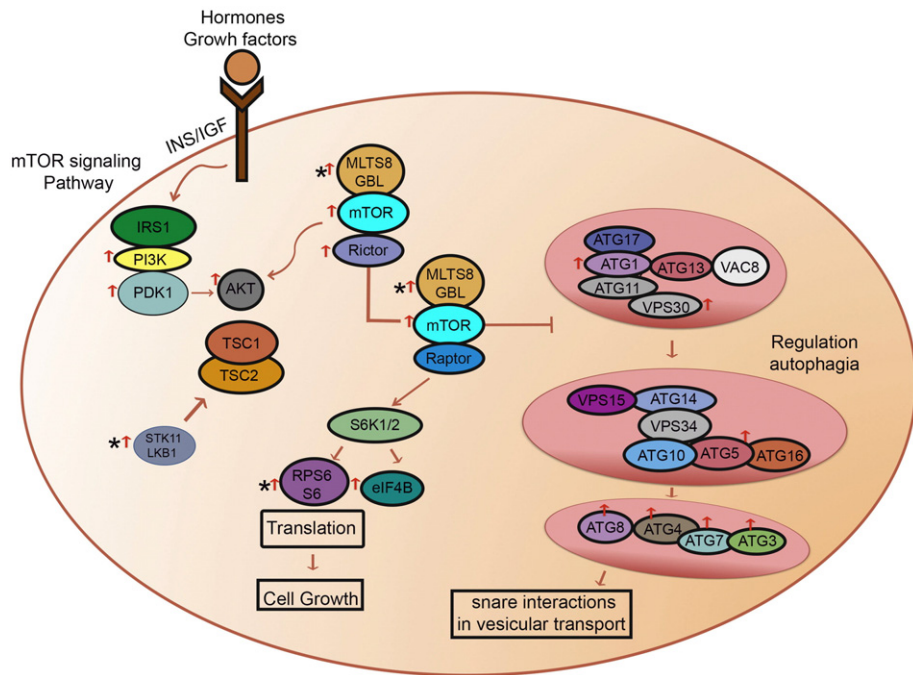 Hormones
Growh factors
INS/IGF
mTOR signaling
Pathway
IRS1
PI3K
PDK1
AKT
*
MLTS8
GBL
mTOR
Rictor
*
MLTS8
GBL
mTOR
Raptor
TSC1
TSC2
*
STK11
LKB1
S6K1/2
*
RPS6
S6
eIF4B
Translation
Cell Growth
ATG17
ATG1
ATG13
VAC8
ATG11
VPS30
Regulation
autophagia
VPS15
ATG14
VPS34
ATG10
ATG5
ATG16
ATG8
ATG4
ATG7
ATG3
snare interactions
in vesicular transport